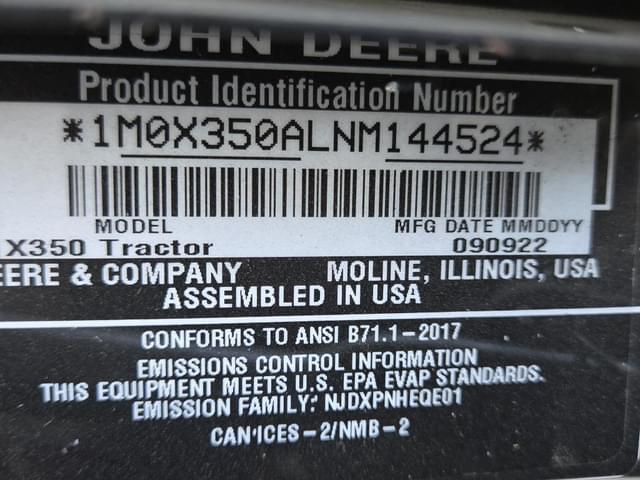 JOHN DEERE
Product Identification Number
*1M0X350ALNM144524*
MODEL MFG DATE MMDDYY
X350 Tractor 090922
EERE & COMPANY MOLINE, ILLINOIS, USA
ASSEMBLED IN USA
CONFORMS TO ANSI B71.1-2017
EMISSIONS CONTROL INFORMATION
THIS EQUIPMENT MEETS U.S. EPA EVAP STANDARDS.
EMISSION FAMILY: NJDXPNHEQE01
CAN ICES-2/NMB-2